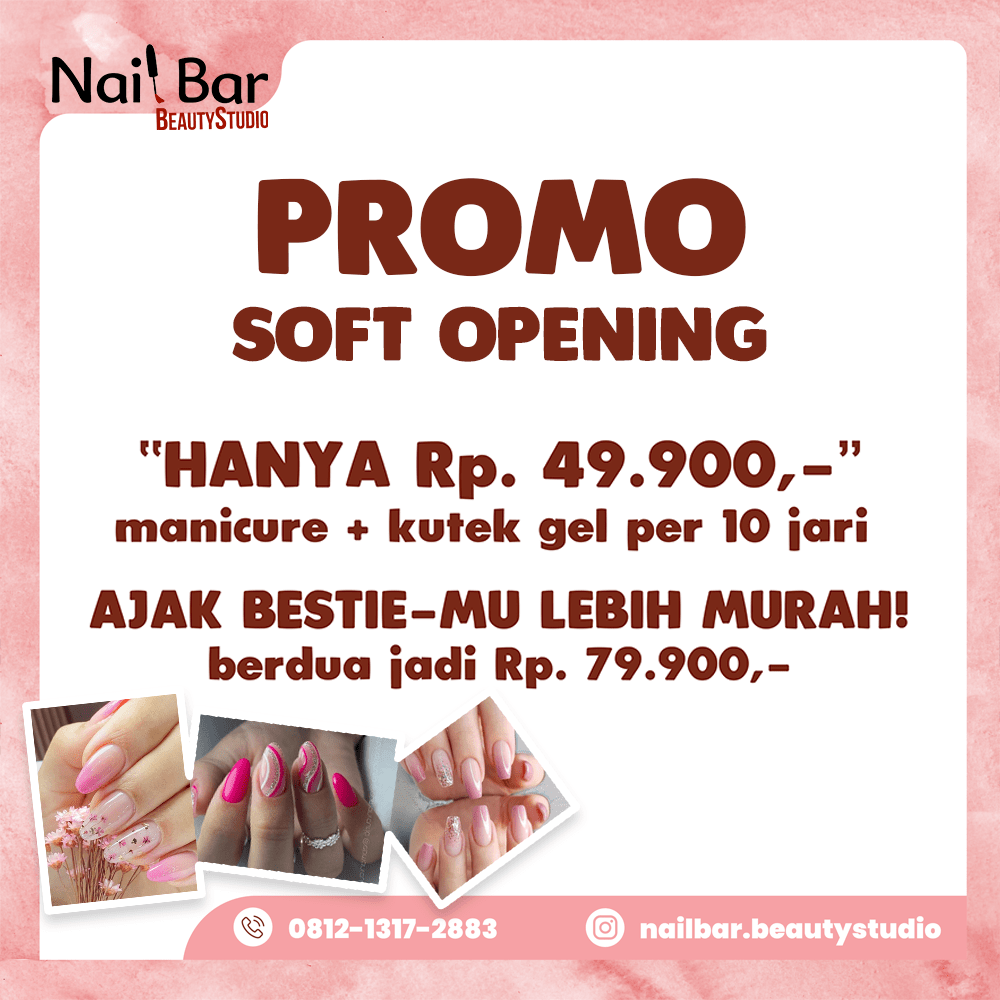 Nail Bar
BEAUTYSTUDIO
PROMO
SOFT OPENING
"HANYA Rp. 49.900,-"
manicure + kutek gel per 10 jari
AJAK BESTIE-MU LEBIH MURAH!
berdua jadi Rp. 79.900,-
0812-1317-2883
nailbar.beautystudio